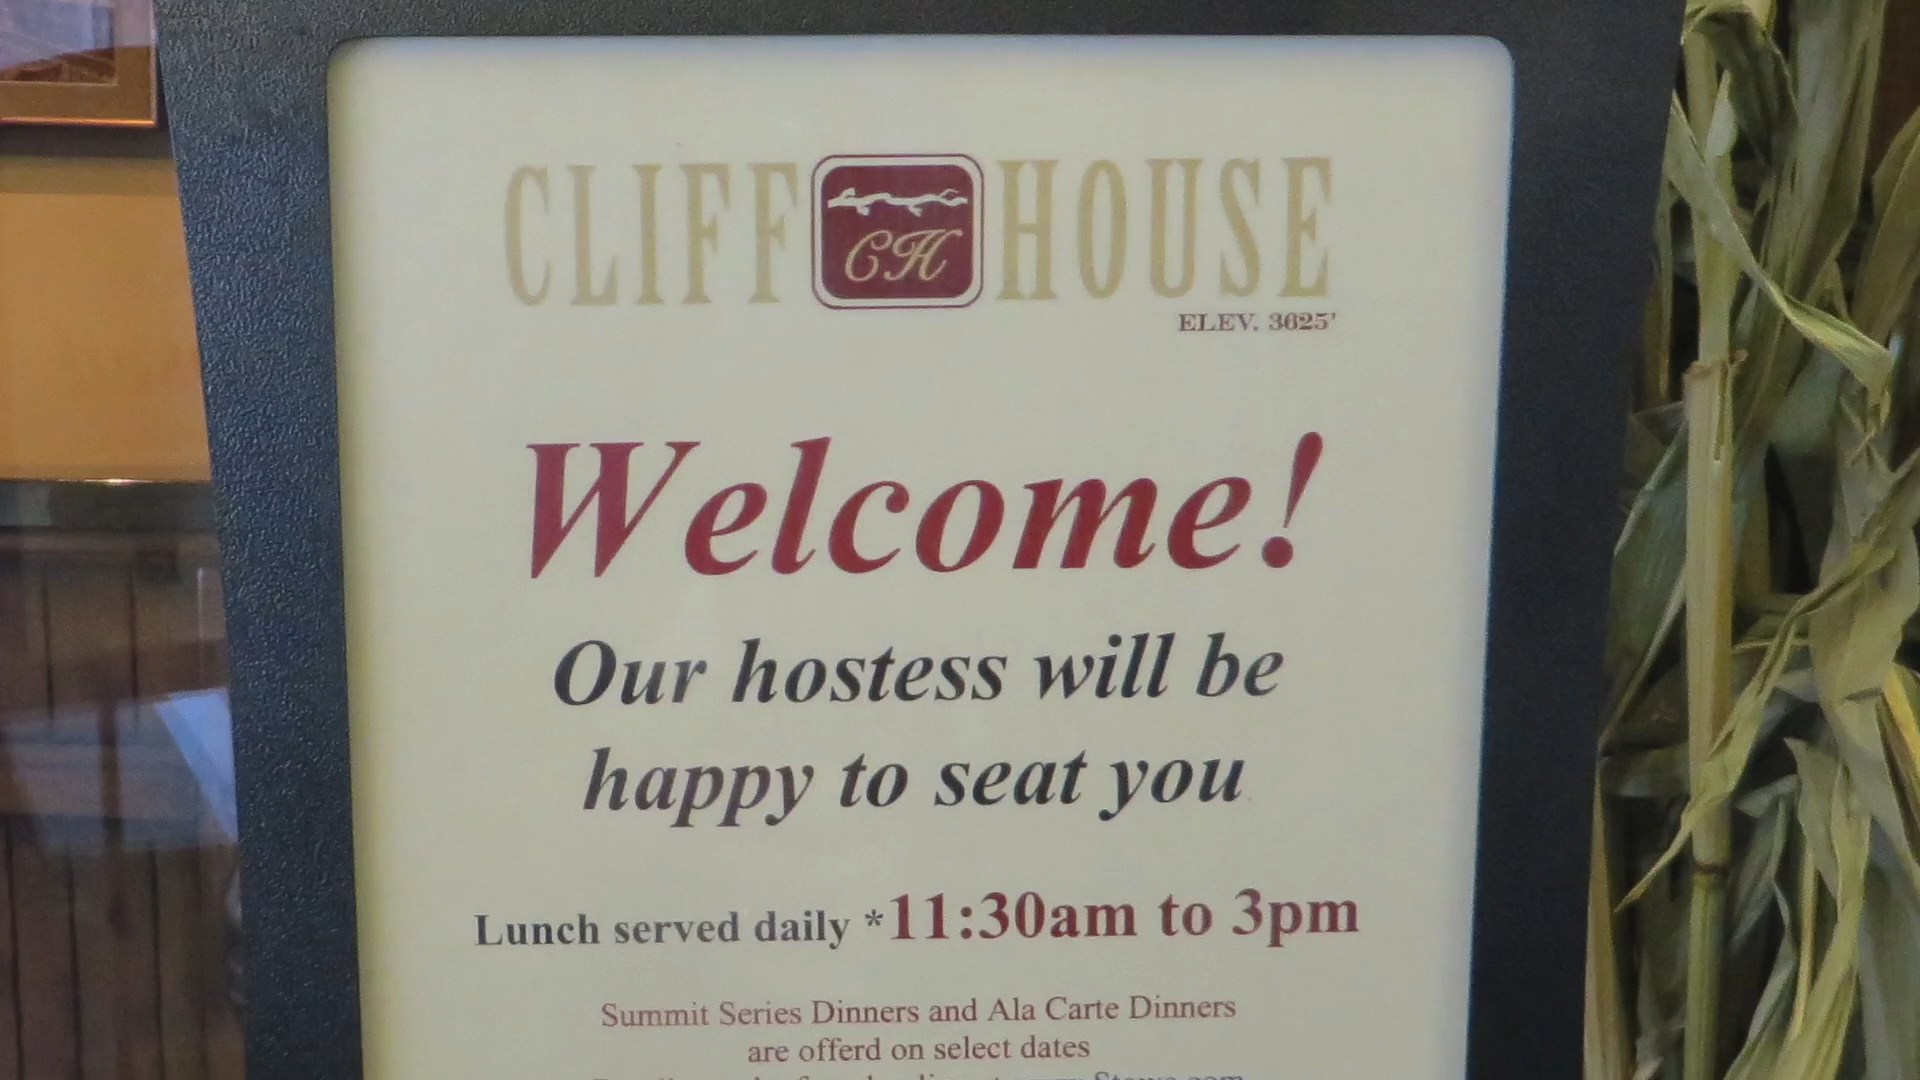 CLIFF CH HOUSE
ELEV. 3625'
Welcome!
Our hostess will be
happy to seat you
Lunch served daily *11:30am to 3pm
Summit Series Dinners and Ala Carte Dinners
are offerd on select dates